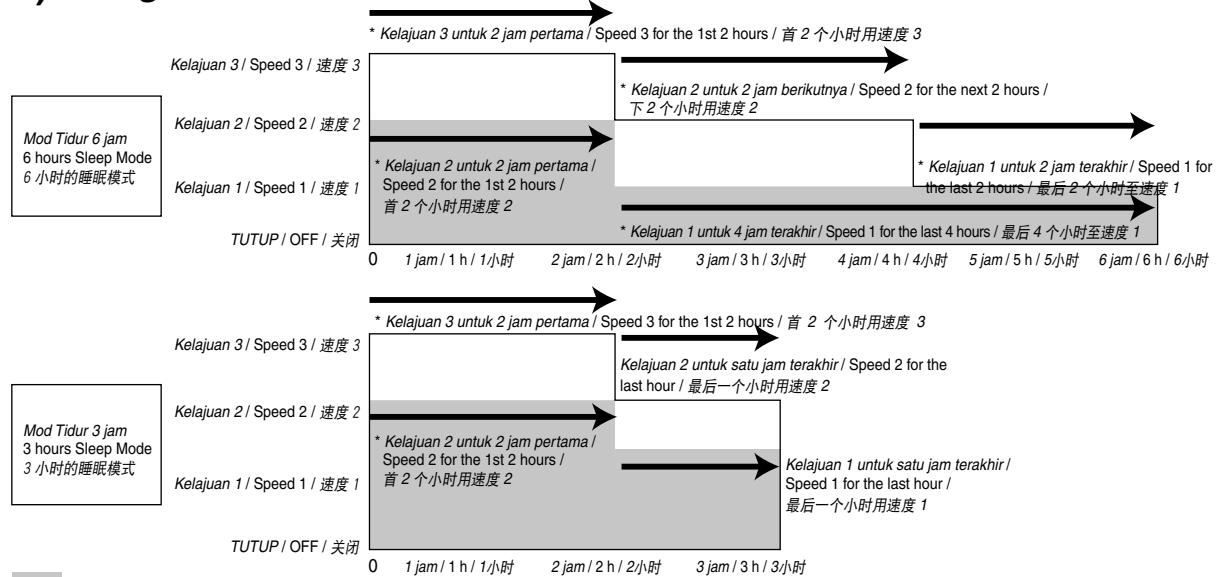 * Kelajuan 3 untuk 2 jam pertama / Speed 3 for the 1st 2 hours / 首 2 个小时用速度 3
Kelajuan 3 / Speed 3 / 速度 3
* Kelajuan 2 untuk 2 jam berikutnya / Speed 2 for the next 2 hours /
下 2 个小时用速度 2
Mod Tidur 6 jam
6 hours Sleep Mode
6 小时的睡眠模式
Kelajuan 2 / Speed 2 / 速度 2
* Kelajuan 2 untuk 2 jam pertama /
Speed 2 for the 1st 2 hours /
首 2 个小时用速度 2
* Kelajuan 1 untuk 2 jam terakhir / Speed 1 for
the last 2 hours / 最后 2 个小时至速度 1
Kelajuan 1 / Speed 1 / 速度 1
* Kelajuan 1 untuk 4 jam terakhir / Speed 1 for the last 4 hours / 最后 4 个小时至速度 1
TUTUP / OFF / 关闭
0 1 jam / 1 h / 1小时 2 jam / 2 h / 2小时 3 jam / 3 h / 3小时 4 jam / 4 h / 4小时 5 jam / 5 h / 5小时 6 jam / 6 h / 6小时
* Kelajuan 3 untuk 2 jam pertama / Speed 3 for the 1st 2 hours / 首 2 个小时用速度 3
Kelajuan 3 / Speed 3 / 速度 3
Kelajuan 2 untuk satu jam terakhir / Speed 2 for the
last hour / 最后一个小时用速度 2
Mod Tidur 3 jam
3 hours Sleep Mode
3 小时的睡眠模式
Kelajuan 2 / Speed 2 / 速度 2
* Kelajuan 2 untuk 2 jam pertama /
Speed 2 for the 1st 2 hours /
首 2 个小时用速度 2
Kelajuan 1 untuk satu jam terakhir /
Speed 1 for the last hour /
最后一个小时用速度 1
Kelajuan 1 / Speed 1 / 速度 1
TUTUP / OFF / 关闭
0 1 jam / 1 h / 1小时 2 jam / 2 h / 2小时 3 jam / 3 h / 3小时